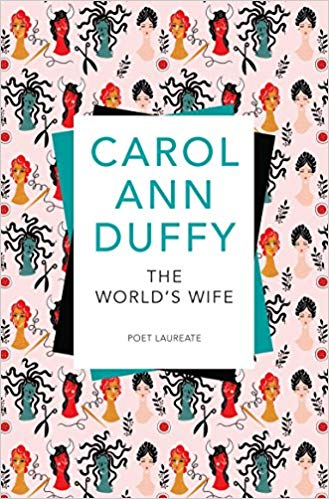 CAROL
ANN
DUFFY
THE
WORLD'S WIFE
POET LAUREATE